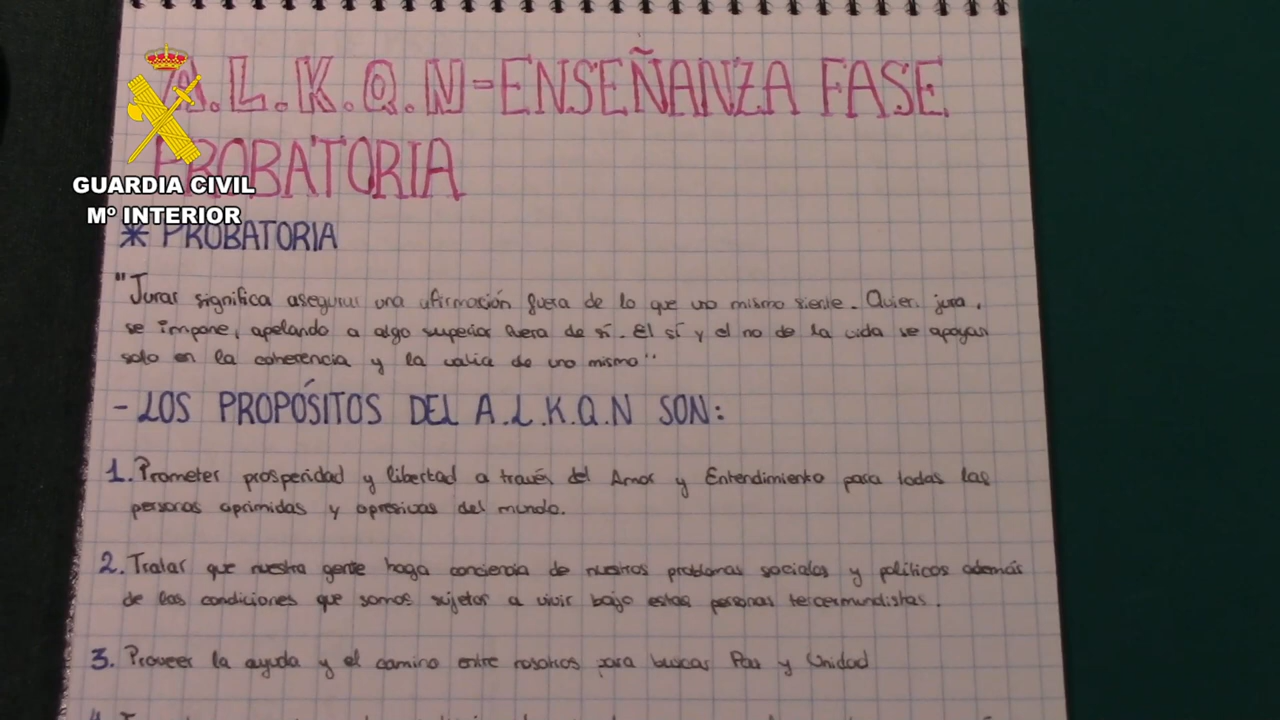 A.L.K.Q.N-ENSEÑANZA FASE
PROBATORIA
GUARDIA CIVIL
Mº INTERIOR
* PROBATORIA
"Jurar significa asegurar una afirmación fuera de lo que uno mismo siente. Quien jura,
se impone, apelando a algo superior fuera de sí. El sí y el no de la vida se apoyan
solo en la coherencia y la valia de uno mismo"
- LOS PROPÓSITOS DEL A.L.K.Q.N SON:
1. Prometer prosperidad y libertad a través del Amor y Entendimiento para todas las
personas oprimidas y opresivas del mundo.
2. Tratar que nuestra gente haga conciencia de nuestros problemas sociales y políticos además
de las condiciones que somos sujetos a vivir bajo estas personas tercermundistas.
3. Proveer la ayuda y el camino entre nosotros para buscar Paz y Unidad